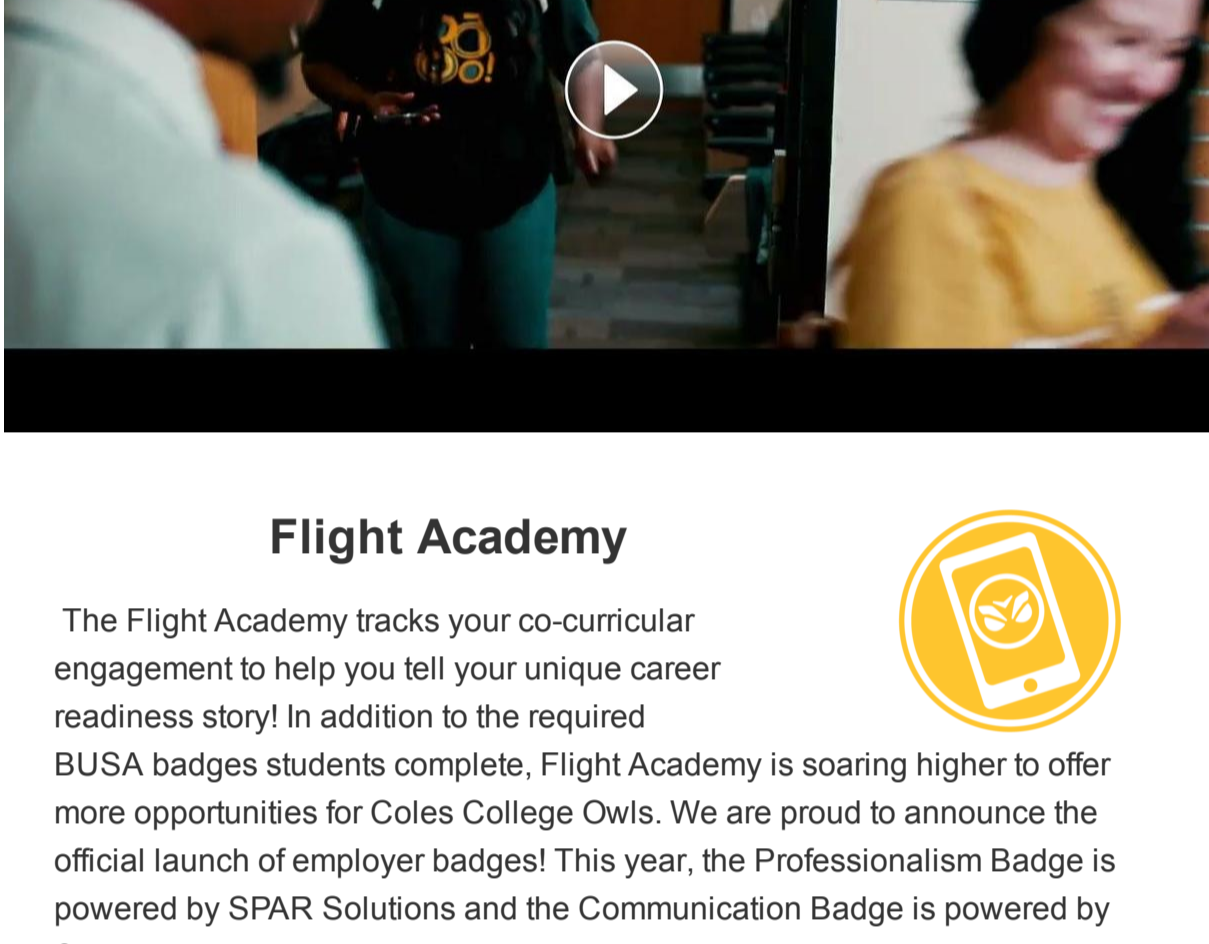 Flight Academy
The Flight Academy tracks your co-curricular
engagement to help you tell your unique career
readiness story! In addition to the required
BUSA badges students complete, Flight Academy is soaring higher to offer
more opportunities for Coles College Owls. We are proud to announce the
official launch of employer badges! This year, the Professionalism Badge is
powered by SPAR Solutions and the Communication Badge is powered by